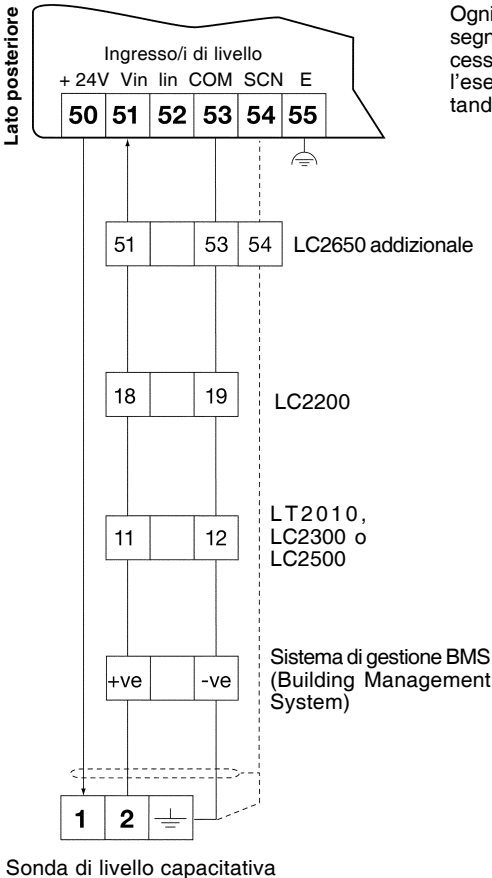 Lato posteriore
Ogni
segn
cess
l'ese
tand
Ingresso/i di livello
+ 24V Vin Iin COM SCN E
50 51 52 53 54 55
51 53 54 LC2650 addizionale
18 19 LC2200
11 12 LT2010,
LC2300 o
LC2500
+ve -ve Sistema di gestione BMS
(Building Management
System)
1 2
Sonda di livello capacitativa